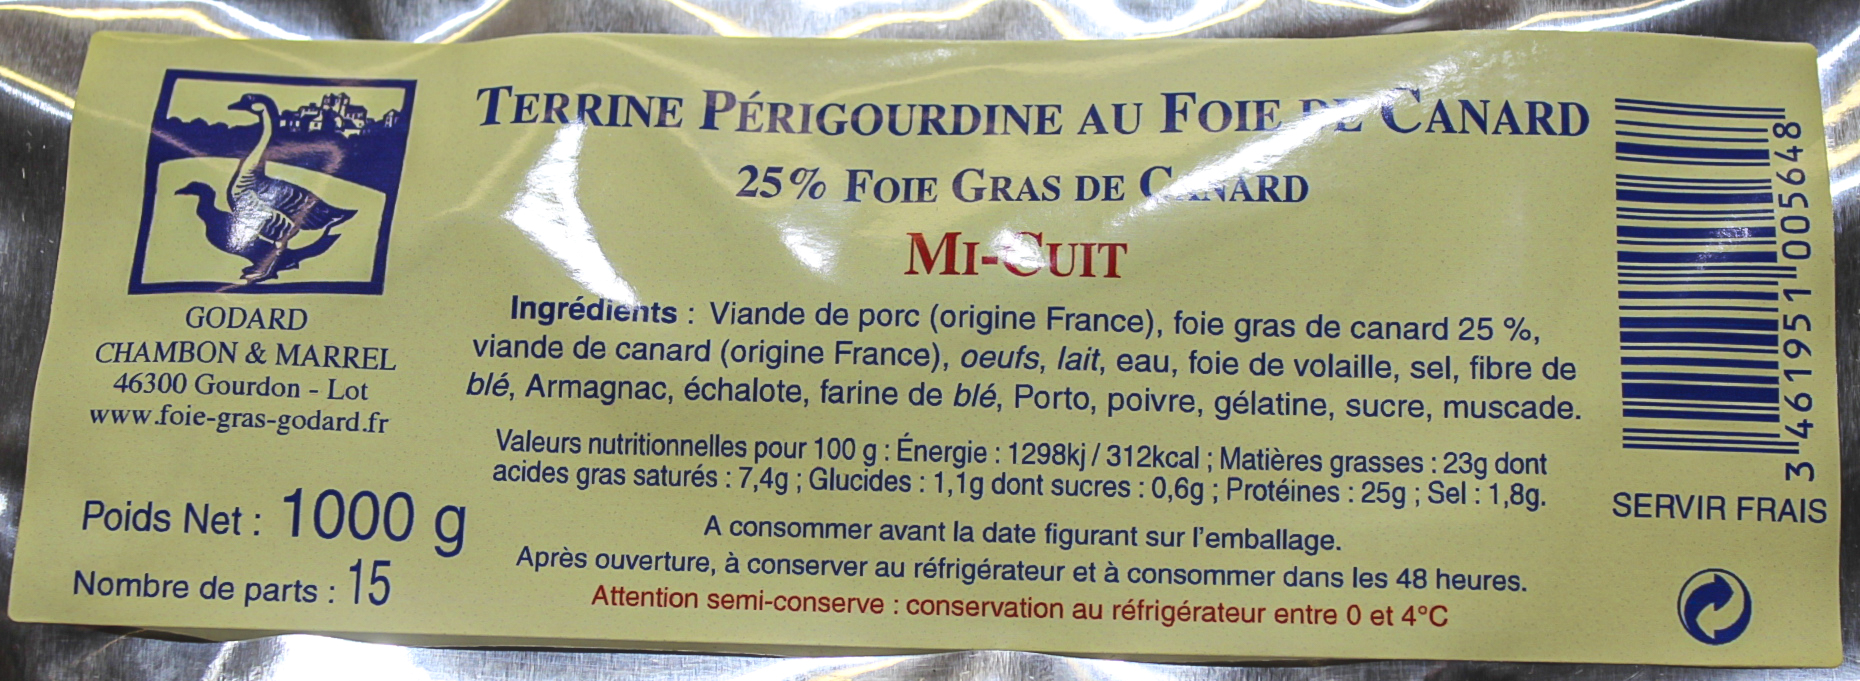 TERRINE PÉRIGOURDINE AU FOIE DE CANARD
25% FOIE GRAS DE CANARD
MI-CUIT
GODARD
CHAMBON & MARREL
46300 Gourdon - Lot
www.foie-gras-godard.fr
Poids Net : 1000 g
Nombre de parts : 15
Ingrédients : Viande de porc (origine France), foie gras de canard 25 %,
viande de canard (origine France), oeufs, lait, eau, foie de volaille, sel, fibre de
blé, Armagnac, échalote, farine de blé, Porto, poivre, gélatine, sucre, muscade.
Valeurs nutritionnelles pour 100 g : Énergie : 1298kj / 312kcal ; Matières grasses : 23g dont
acides gras saturés : 7,4g ; Glucides : 1,1g dont sucres : 0,6g ; Protéines : 25g ; Sel : 1,8g.
A consommer avant la date figurant sur l'emballage.
Après ouverture, à conserver au réfrigérateur et à consommer dans les 48 heures.
Attention semi-conserve : conservation au réfrigérateur entre 0 et 4°C
3 461951 005648
SERVIR FRAIS